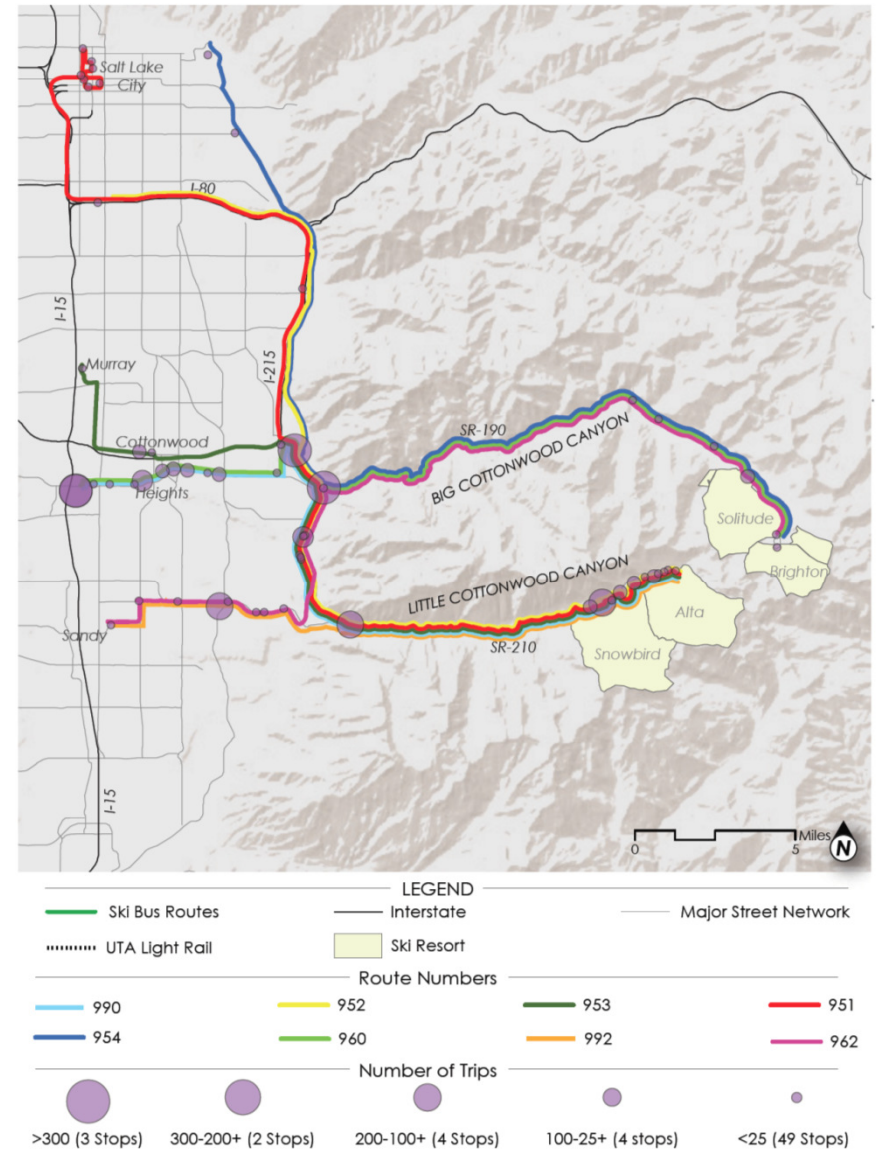 Salt Lake
City
I-80
I-15
I-215
Murray
SR-190
Cottonwood
BIG COTTONWOOD CANYON
Heights
Solitude
Brighton
LITTLE COTTONWOOD CANYON
Alta
Sandy
SR-210
Snowbird
I-15
Miles
0 5
N
LEGEND
Ski Bus Routes Interstate Major Street Network
UTA Light Rail Ski Resort
Route Numbers
990 952 953 951
954 960 992 962
Number of Trips
>300 (3 Stops) 300-200+ (2 Stops) 200-100+ (4 Stops) 100-25+ (4 stops) <25 (49 Stops)